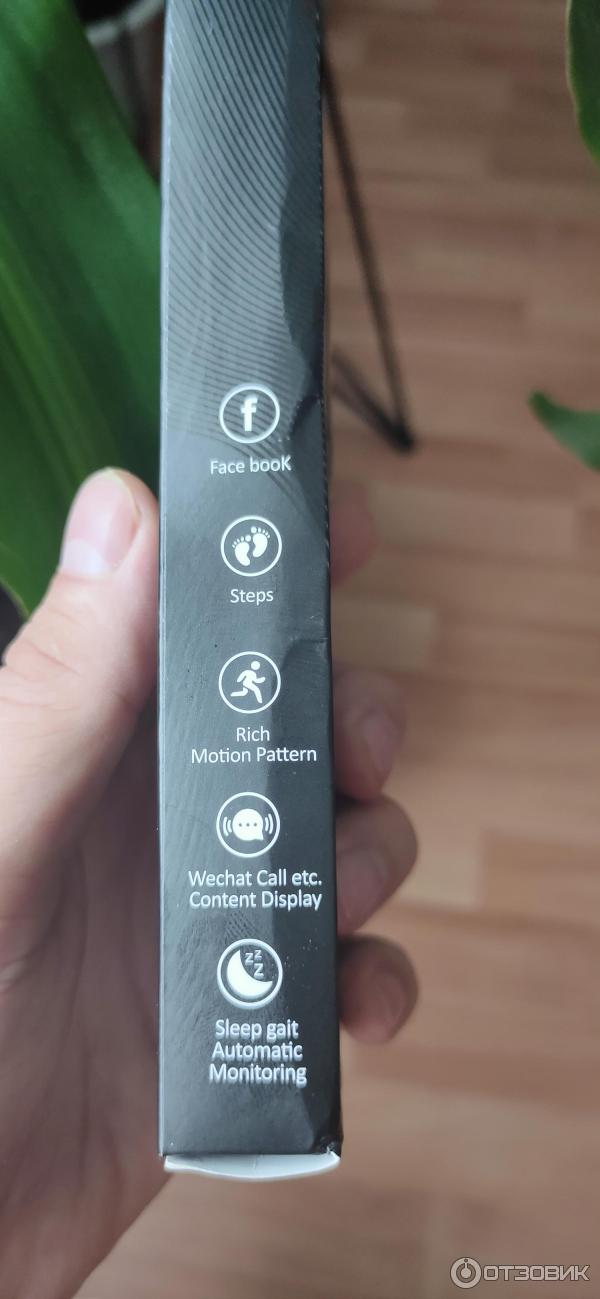 f
Face booK
Steps
Rich
Motion Pattern
Wechat Call etc.
Content Display
z z z
Sleep gait
Automatic
Monitoring
ОТЗОВИК